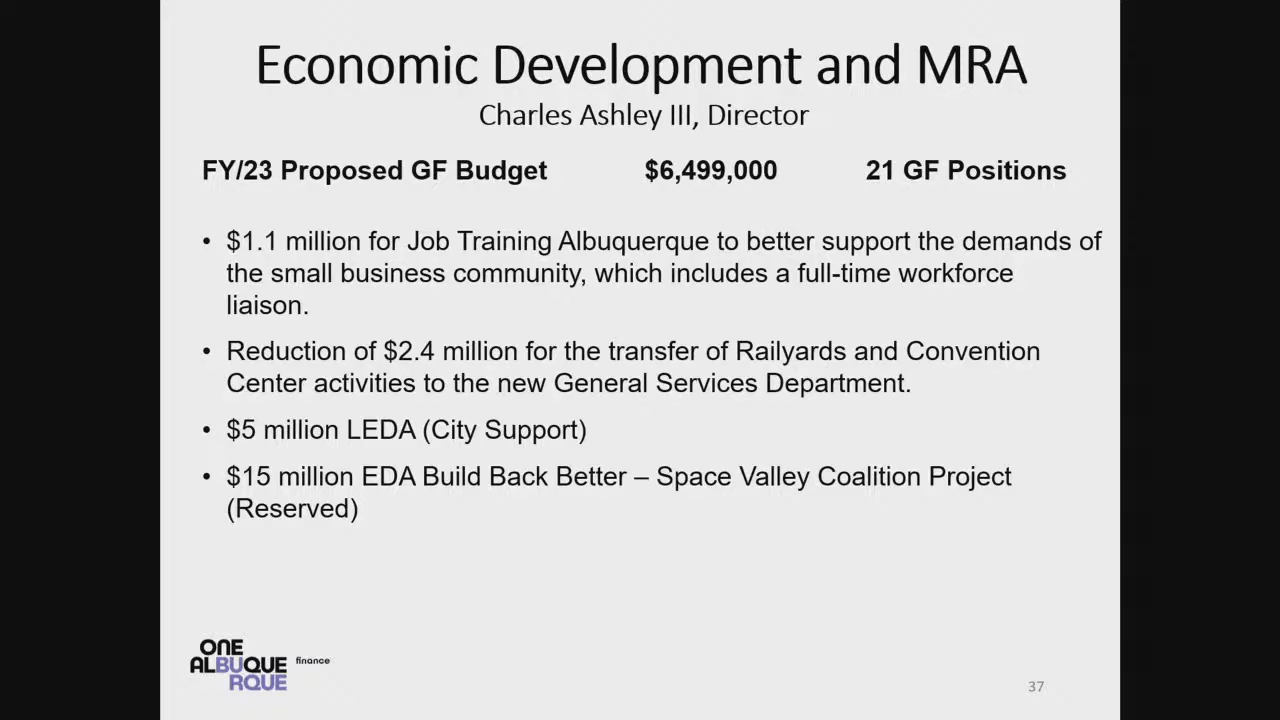 Economic Development and MRA
Charles Ashley III, Director
FY/23 Proposed GF Budget $6,499,000 21 GF Positions
• $1.1 million for Job Training Albuquerque to better support the demands of
the small business community, which includes a full-time workforce
liaison.
• Reduction of $2.4 million for the transfer of Railyards and Convention
Center activities to the new General Services Department.
• $5 million LEDA (City Support)
• $15 million EDA Build Back Better – Space Valley Coalition Project
(Reserved)
ONE
ALBUQUE finance
RQUE
37